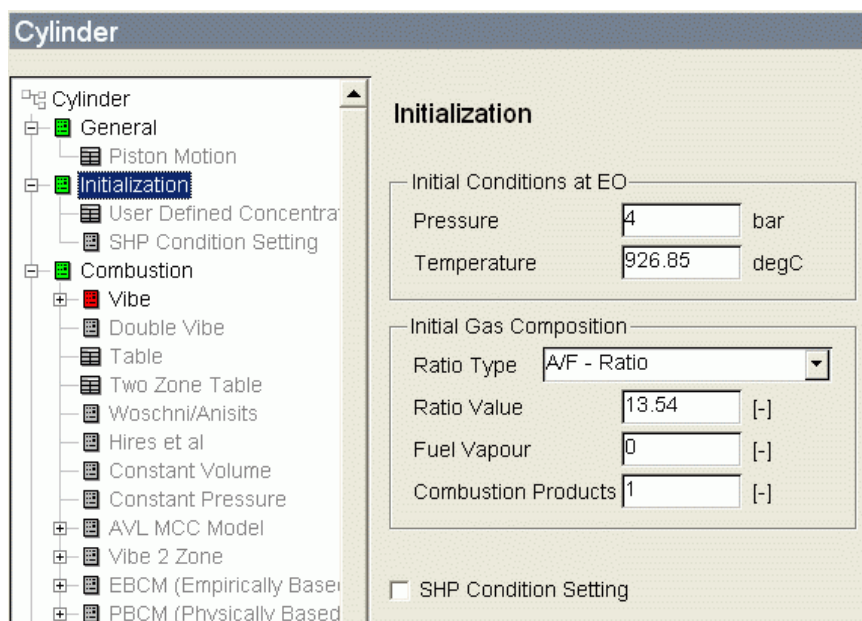 Cylinder
Cylinder
General
Piston Motion
Initialization
User Defined Concentra
SHP Condition Setting
Combustion
Vibe
Double Vibe
Table
Two Zone Table
Woschni/Anisits
Hires et al
Constant Volume
Constant Pressure
AVL MCC Model
Vibe 2 Zone
EBCM (Empirically Base
PBCM (Physically Based
Initialization
Initial Conditions at EO
Pressure 4 bar
Temperature 926.85 degC
Initial Gas Composition
Ratio Type A/F - Ratio
Ratio Value 13.54 [-]
Fuel Vapour 0 [-]
Combustion Products 1 [-]
SHP Condition Setting